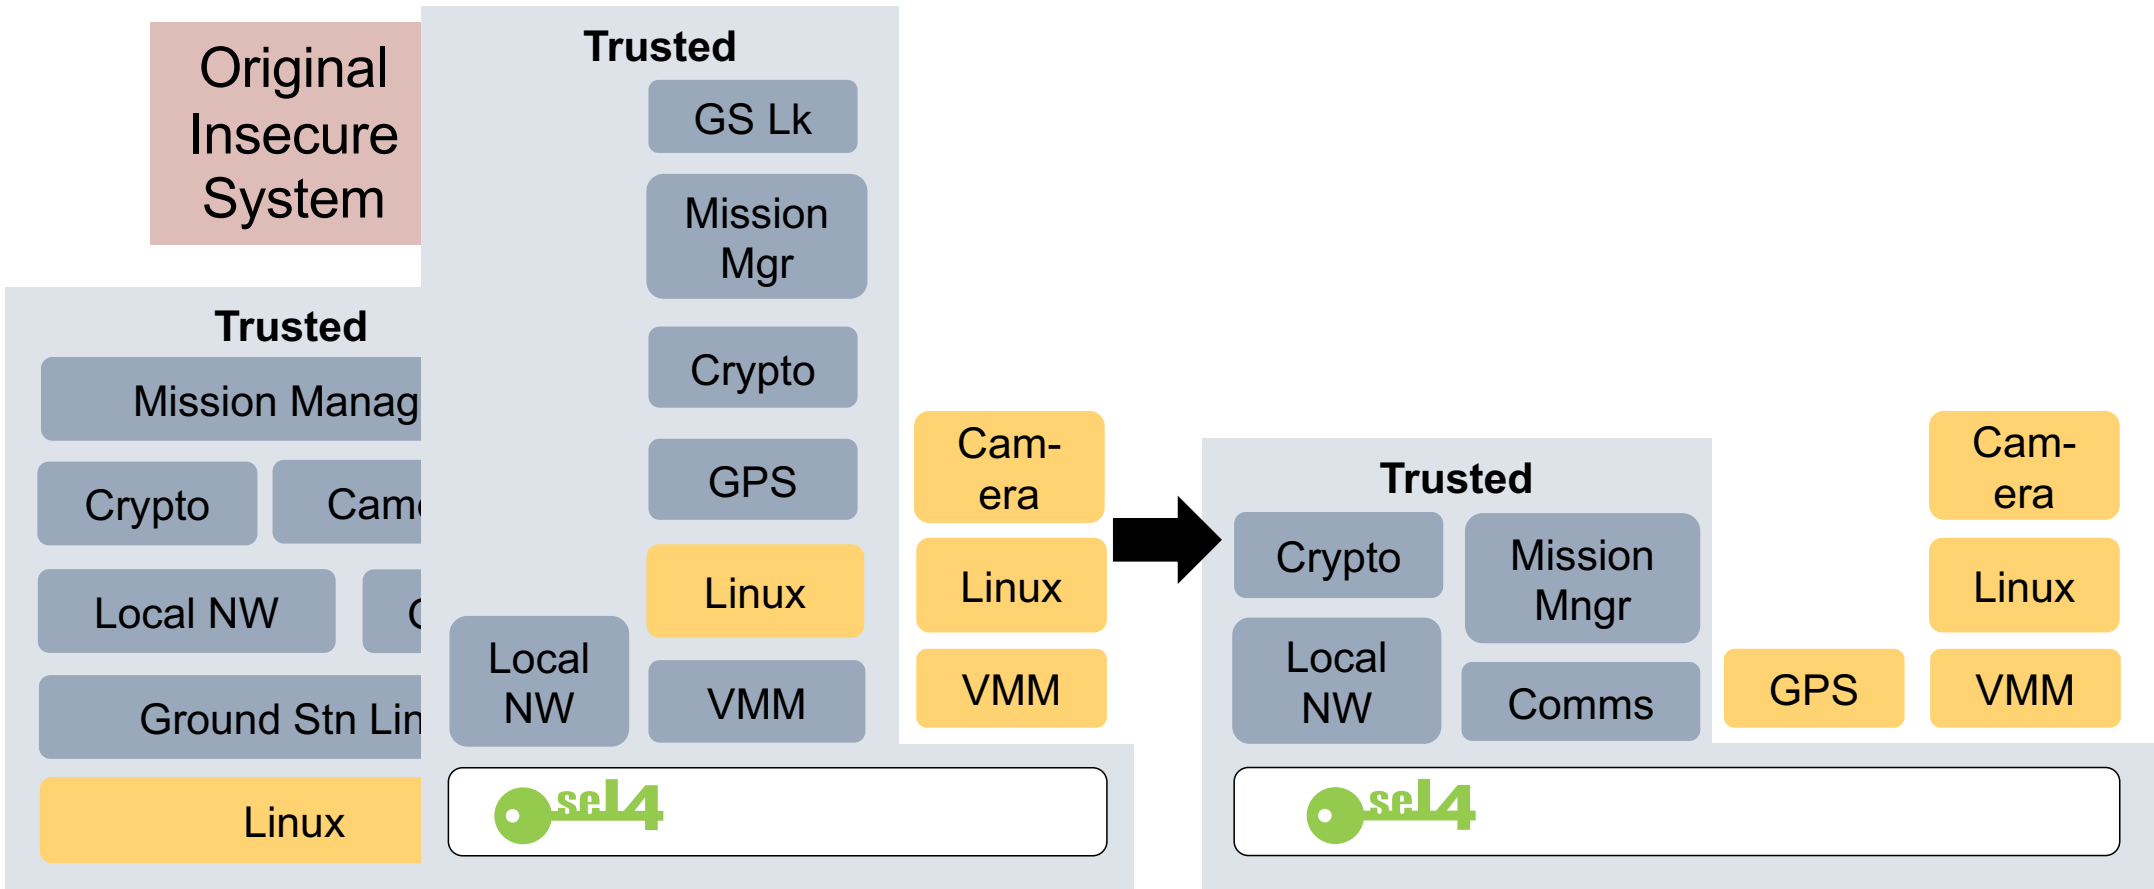 Original
Insecure
System
Trusted
Mission Manag
Crypto
Came
Local NW
Ground Stn Lin
Linux
Trusted
GS Lk
Mission
Mgr
Crypto
GPS
Linux
Local
NW
VMM
Cam-
era
Linux
VMM
seL4
Trusted
Crypto
Mission
Mngr
Local
NW
Comms
GPS
Cam-
era
Linux
VMM
seL4